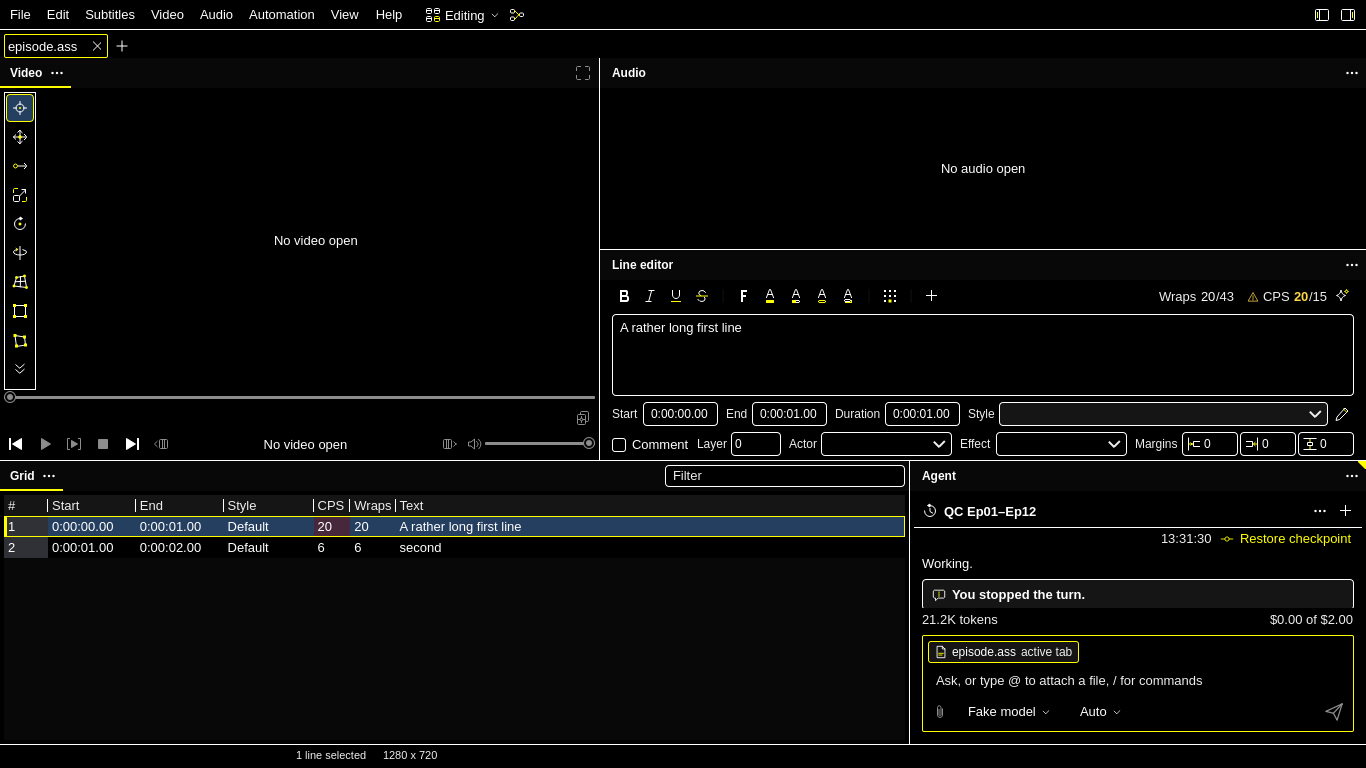 File Edit Subtitles Video Audio Automation View Help Editing
episode.ass
Video
No video open
No video open
Audio
No audio open
Line editor
B I U S F A A A A Wraps 20/43 CPS 20/15
A rather long first line
Start 0:00:00.00 End 0:00:01.00 Duration 0:00:01.00 Style
Comment Layer 0 Actor Effect Margins 0 0 0
Grid Filter
# Start End Style CPS Wraps Text
1 0:00:00.00 0:00:01.00 Default 20 20 A rather long first line
2 0:00:01.00 0:00:02.00 Default 6 6 second
Agent
QC Ep01–Ep12
13:31:30 Restore checkpoint
Working.
You stopped the turn.
21.2K tokens $0.00 of $2.00
episode.ass active tab
Ask, or type @ to attach a file, / for commands
Fake model Auto
1 line selected 1280 x 720